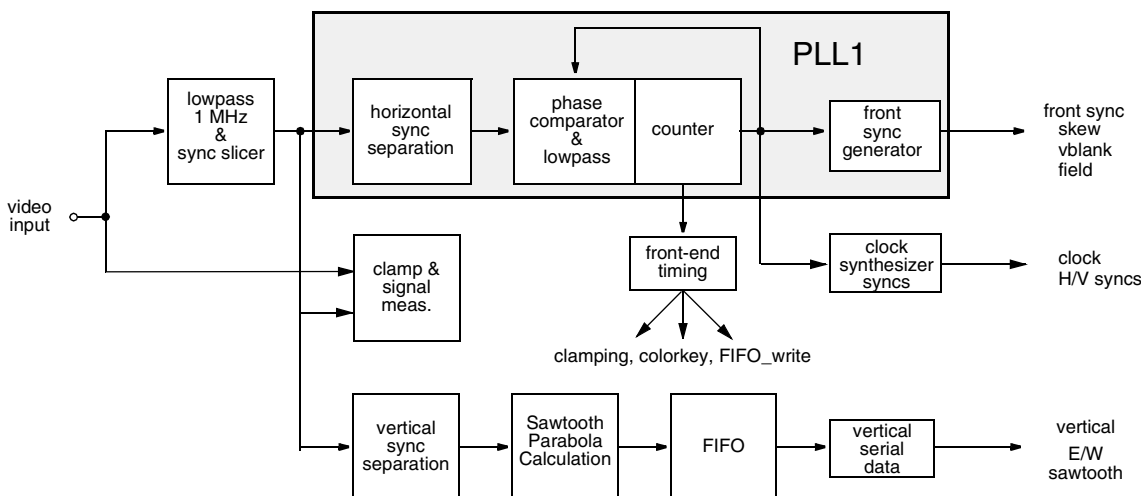 PLL1
lowpass
1 MHz
&
sync slicer
horizontal
sync
separation
phase
comparator
&
lowpass
counter
front
sync
generator
front sync
skew
vblank
field
video
input
clamp &
signal
meas.
front-end
timing
clock
synthesizer
syncs
clock
H/V syncs
clamping, colorkey, FIFO_write
vertical
sync
separation
Sawtooth
Parabola
Calculation
FIFO
vertical
serial
data
vertical
E/W
sawtooth